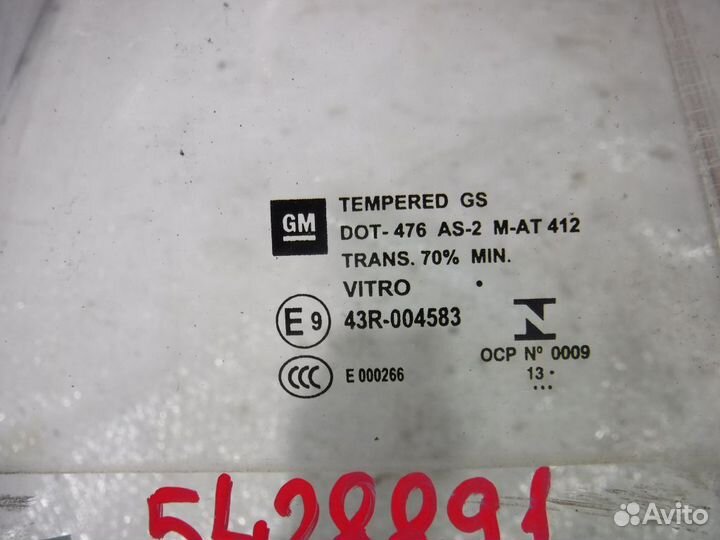 GM
TEMPERED GS
DOT-476 AS-2 M-AT 412
TRANS. 70% MIN.
VITRO
E9 43R-004583
CCC E 000266
OCP Nº 0009
13
5428891
Avito